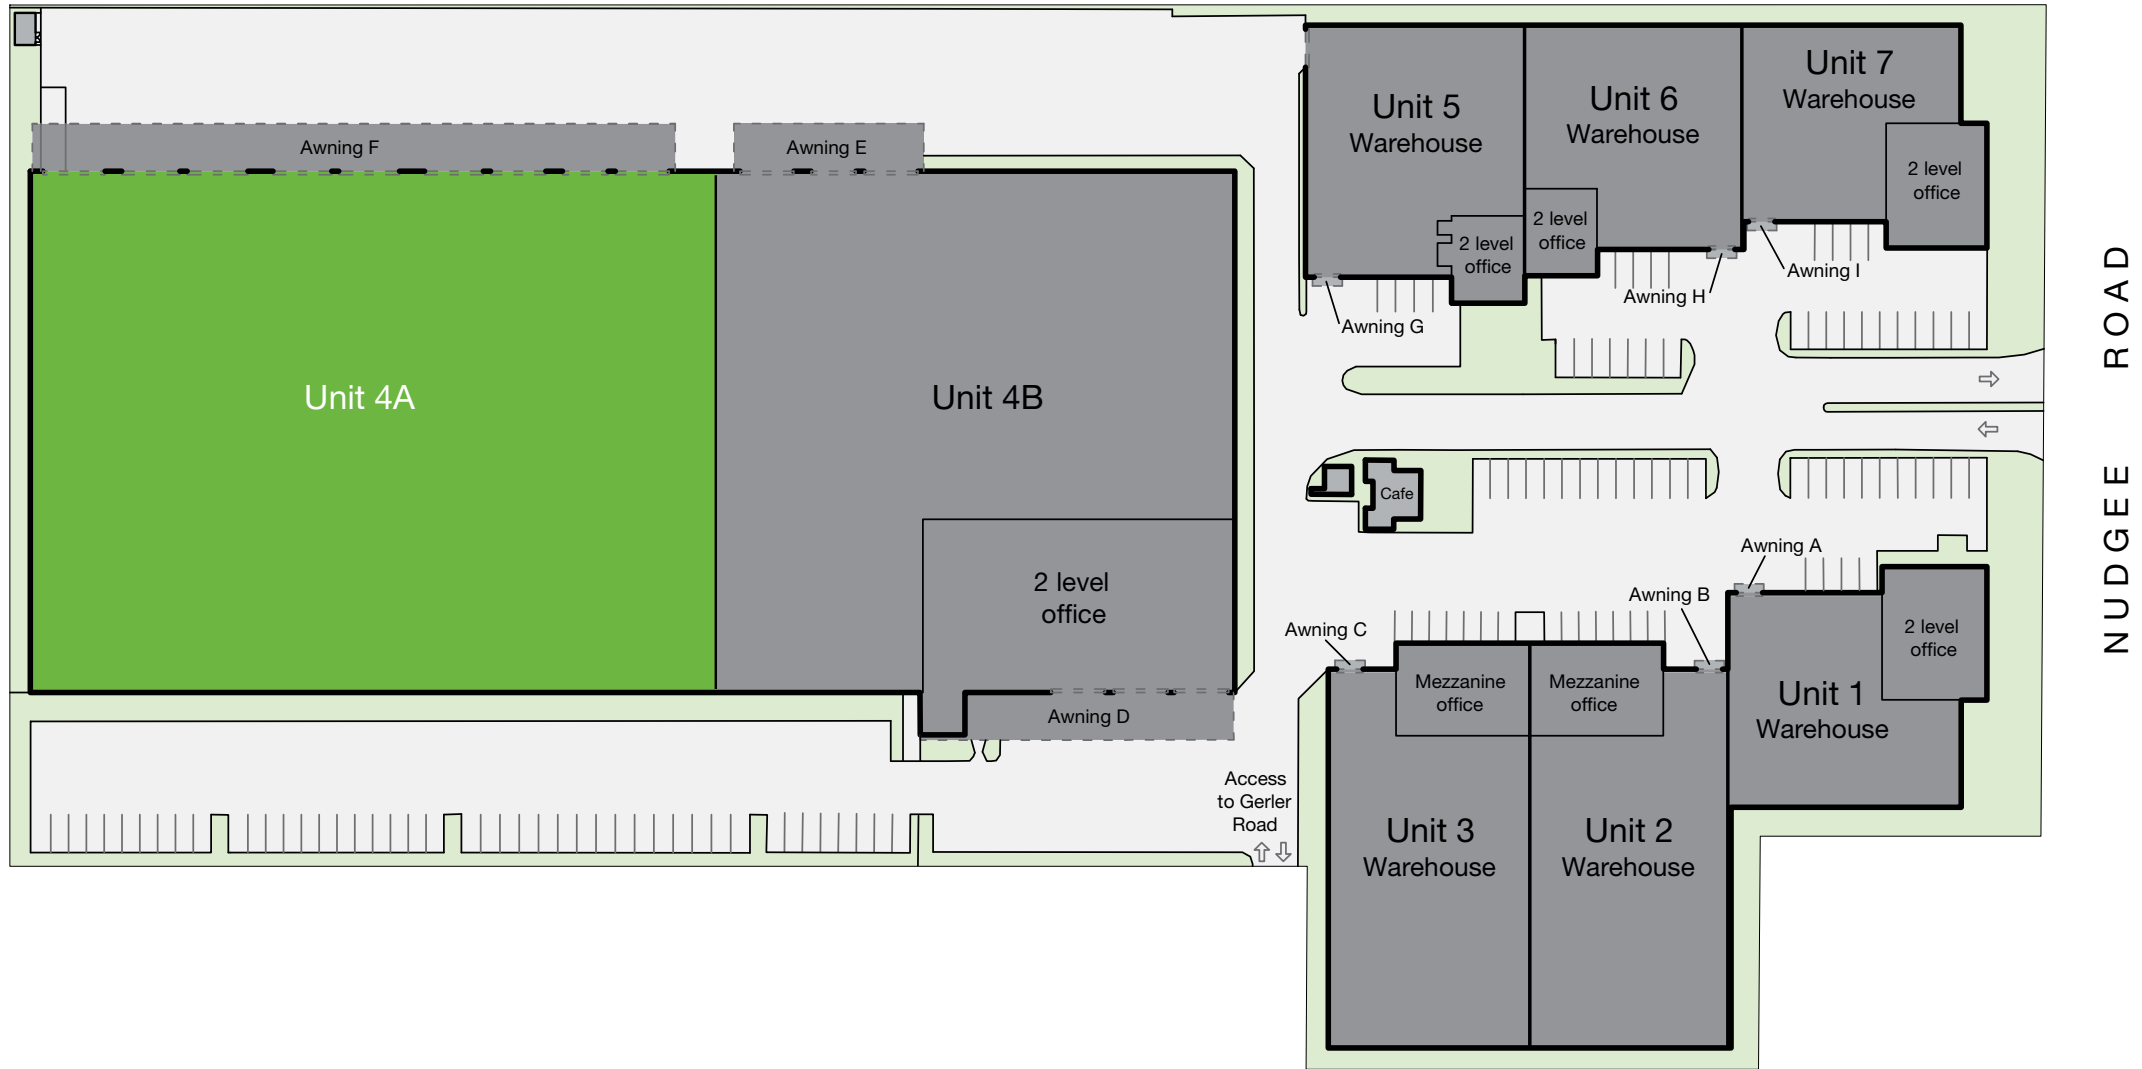 Awning F
Awning E
Unit 4A
Unit 4B
2 level
office
Awning D
Unit 5
Warehouse
2 level
office
Awning G
Unit 6
Warehouse
2 level
office
Awning H
Unit 7
Warehouse
2 level
office
Awning I
Cafe
Awning A
Awning B
Awning C
Mezzanine
office
Mezzanine
office
2 level
office
Unit 1
Warehouse
Unit 3
Warehouse
Unit 2
Warehouse
Access
to Gerler
Road
NUDGEE ROAD